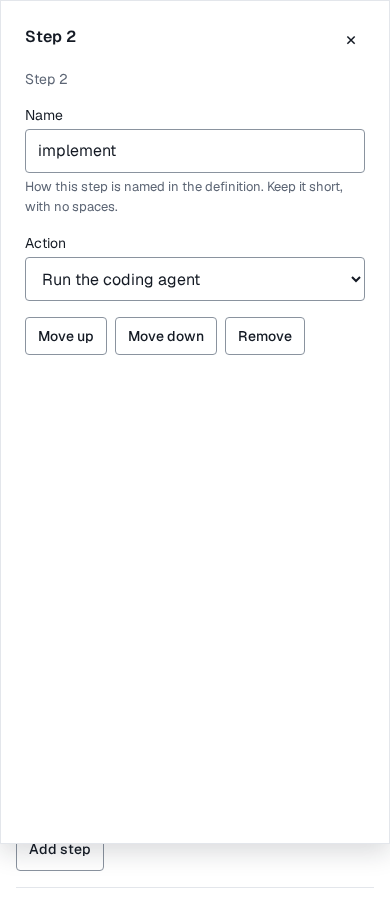 Step 2
×
Step 2
Name
implement
How this step is named in the definition. Keep it short,
with no spaces.
Action
Run the coding agent
Move up Move down Remove
Add step